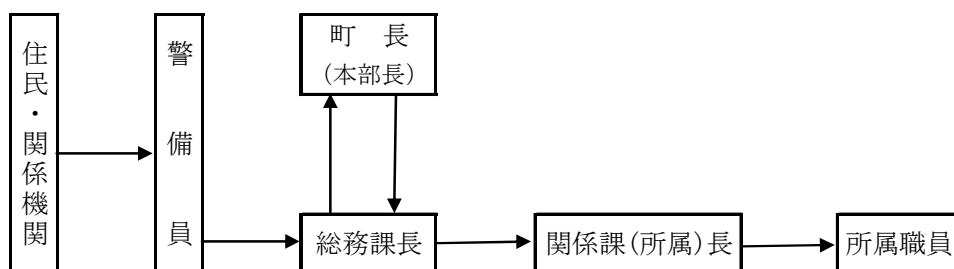 住民・関係機関
警備員
町　長
（本部長）
総務課長
関係課（所属）長
所属職員